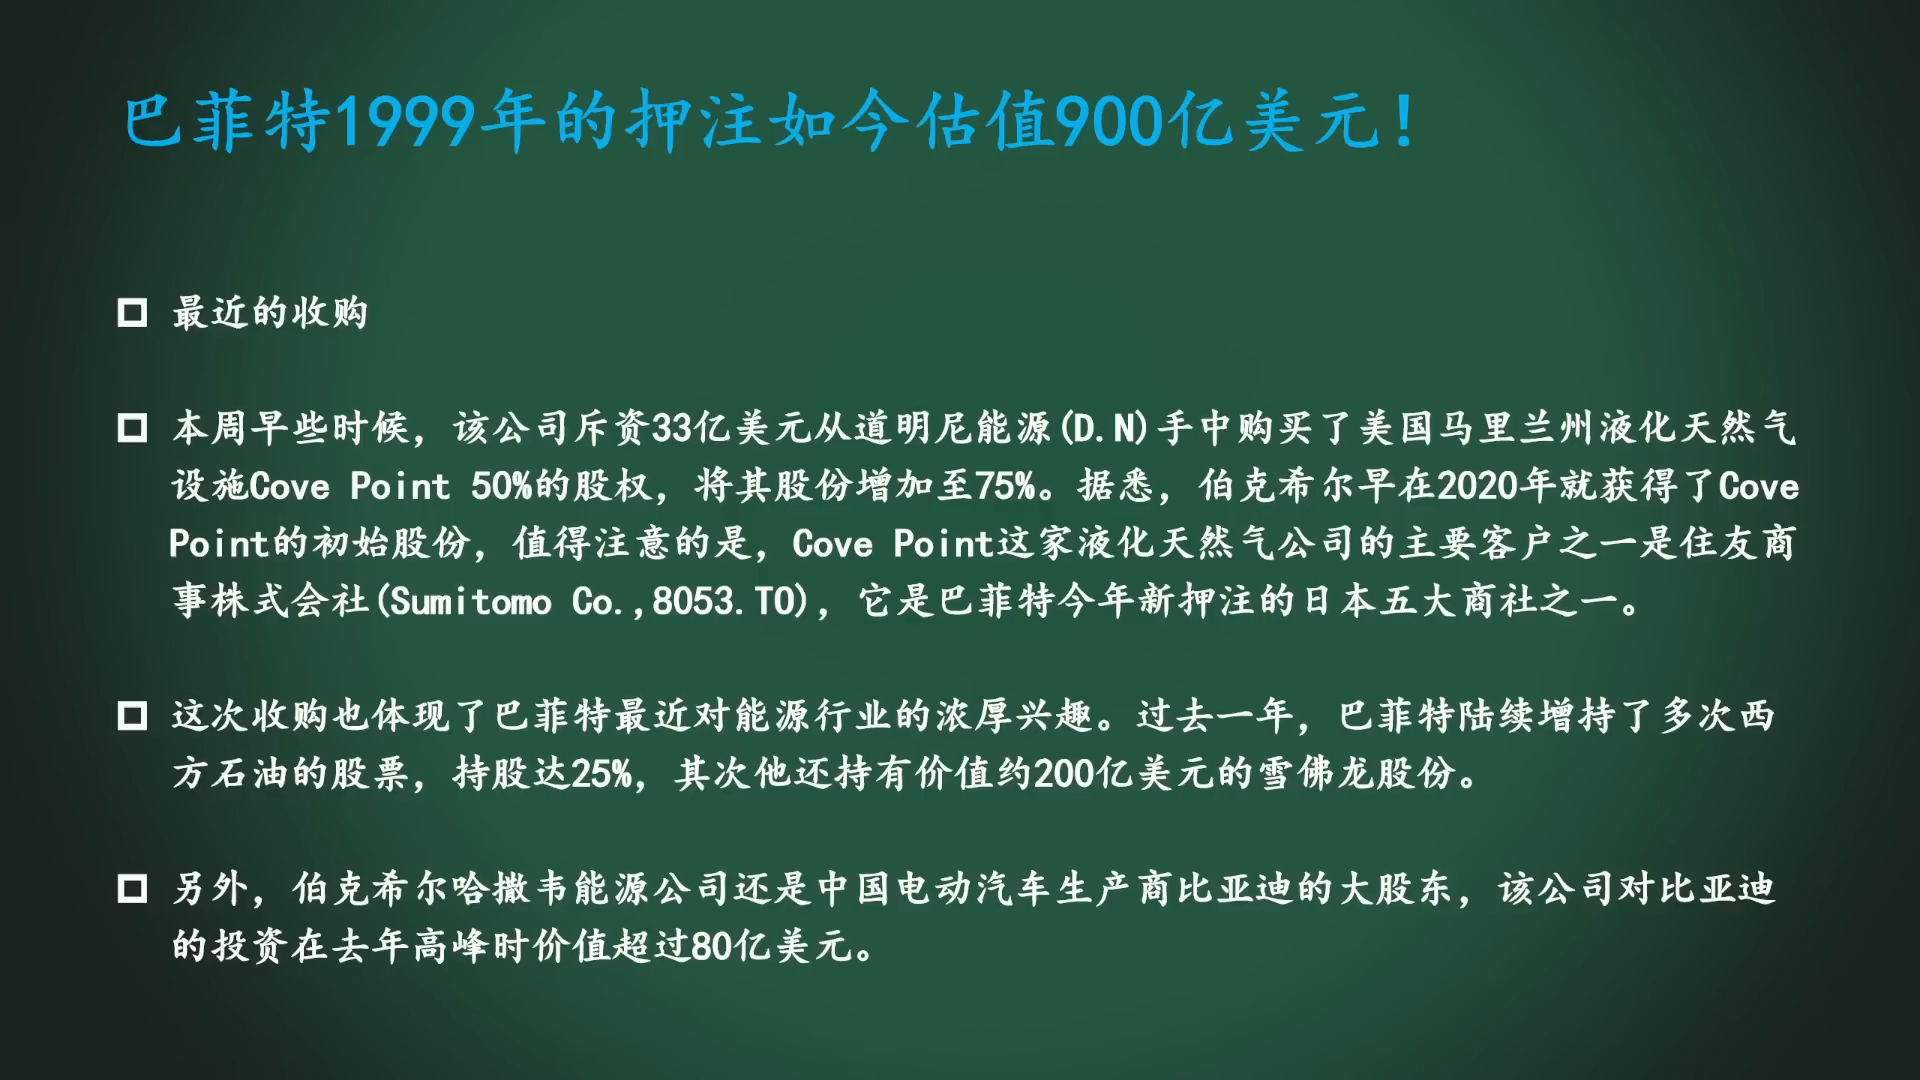 巴菲特1999年的押注如今估值900亿美元！
最近的收购
本周早些时候，该公司斥资33亿美元从道明尼能源(D.N)手中购买了美国马里兰州液化天然气
设施Cove Point 50%的股权，将其股份增加至75%。据悉，伯克希尔早在2020年就获得了Cove
Point的初始股份，值得注意的是，Cove Point这家液化天然气公司的主要客户之一是住友商
事株式会社(Sumitomo Co.,8053.TO)，它是巴菲特今年新押注的日本五大商社之一。
这次收购也体现了巴菲特最近对能源行业的浓厚兴趣。过去一年，巴菲特陆续增持了多次西
方石油的股票，持股达25%，其次他还持有价值约200亿美元的雪佛龙股份。
另外，伯克希尔哈撒韦能源公司还是中国电动汽车生产商比亚迪的大股东，该公司对比亚迪
的投资在去年高峰时价值超过80亿美元。